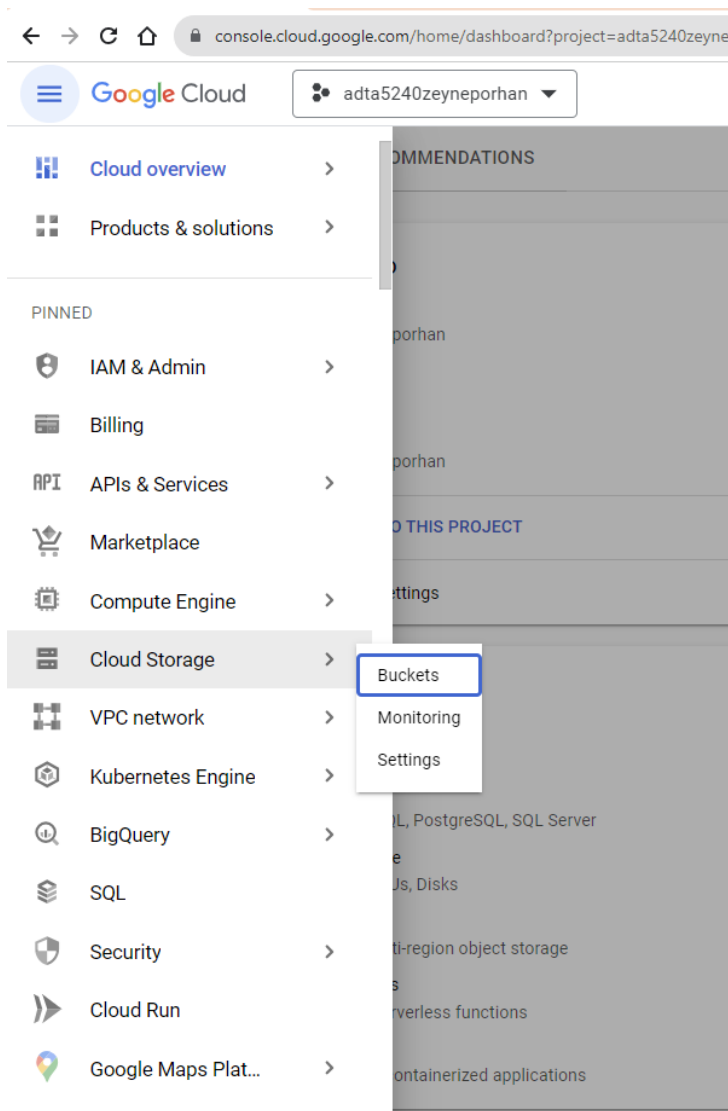 console.cloud.google.com/home/dashboard?project=adta5240zeyne
Google Cloud
adta5240zeyneporhan
Cloud overview
OMMENDATIONS
Products & solutions
PINNED
porhan
IAM & Admin
Billing
porhan
API APIs & Services
O THIS PROJECT
Marketplace
Compute Engine
ettings
Cloud Storage
Buckets
VPC network
Monitoring
Settings
Kubernetes Engine
BigQuery
QL, PostgreSQL, SQL Server
e
Us, Disks
SQL
Security
ti-region object storage
s
Cloud Run
rverless functions
Google Maps Plat...
ontainerized applications